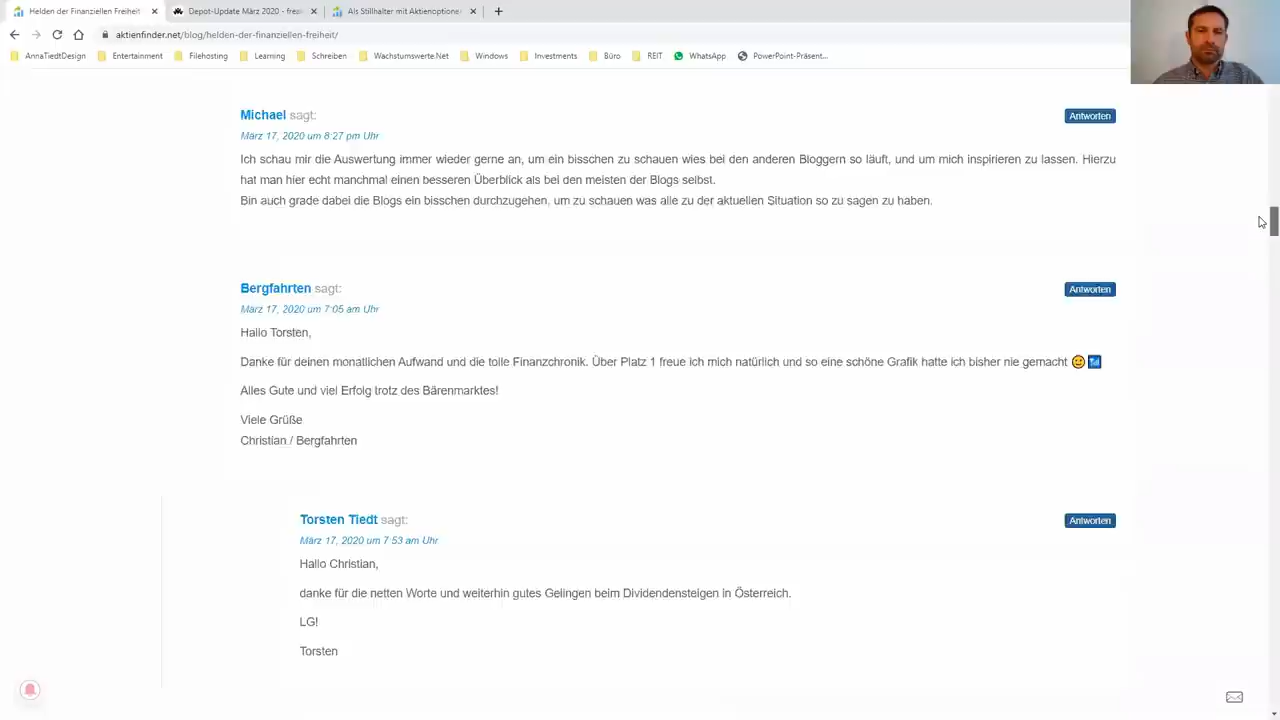 Helden der Finanziellen Freiheit
Depot-Update März 2020 - freak
Als Stillhalter mit Aktienoptione
aktienfinder.net/blog/helden-der-finanziellen-freiheit/
AnnaTiedtDesign
Entertainment
Filehosting
Learning
Schreiben
Wachstumswerte.Net
Windows
Investments
Büro
REIT
WhatsApp
PowerPoint-Präsent...
Michael sagt:
Antworten
März 17, 2020 um 8:27 pm Uhr
Ich schau mir die Auswertung immer wieder gerne an, um ein bisschen zu schauen wies bei den anderen Bloggern so läuft, und um mich inspirieren zu lassen. Hierzu
hat man hier echt manchmal einen besseren Überblick als bei den meisten der Blogs selbst.
Bin auch grade dabei die Blogs ein bisschen durchzugehen, um zu schauen was alle zu der aktuellen Situation so zu sagen zu haben.
Bergfahrten sagt:
Antworten
März 17, 2020 um 7:05 am Uhr
Hallo Torsten,
Danke für deinen monatlichen Aufwand und die tolle Finanzchronik. Über Platz 1 freue ich mich natürlich und so eine schöne Grafik hatte ich bisher nie gemacht
Alles Gute und viel Erfolg trotz des Bärenmarktes!
Viele Grüße
Christian / Bergfahrten
Torsten Tiedt sagt:
Antworten
März 17, 2020 um 7:53 am Uhr
Hallo Christian,
danke für die netten Worte und weiterhin gutes Gelingen beim Dividendensteigen in Österreich.
LG!
Torsten